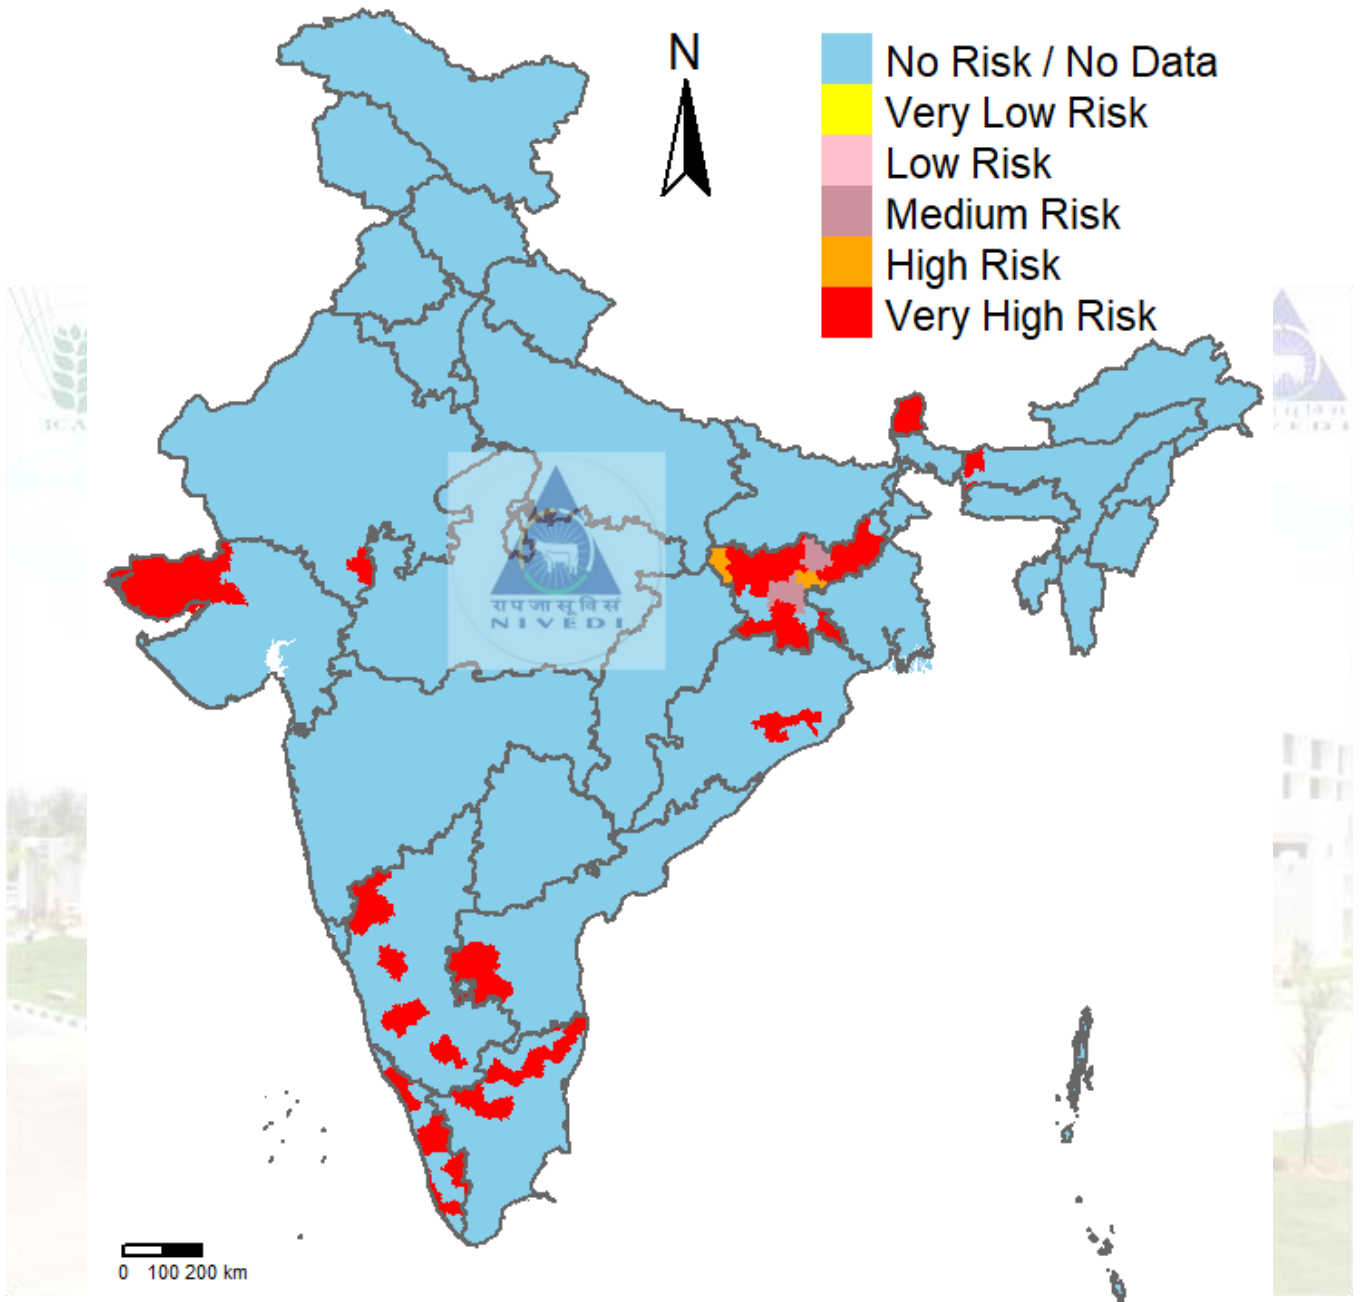 N
No Risk / No Data
Very Low Risk
Low Risk
Medium Risk
High Risk
Very High Risk
रा प जा सू वि सं
NIVEDI
0 100 200 km